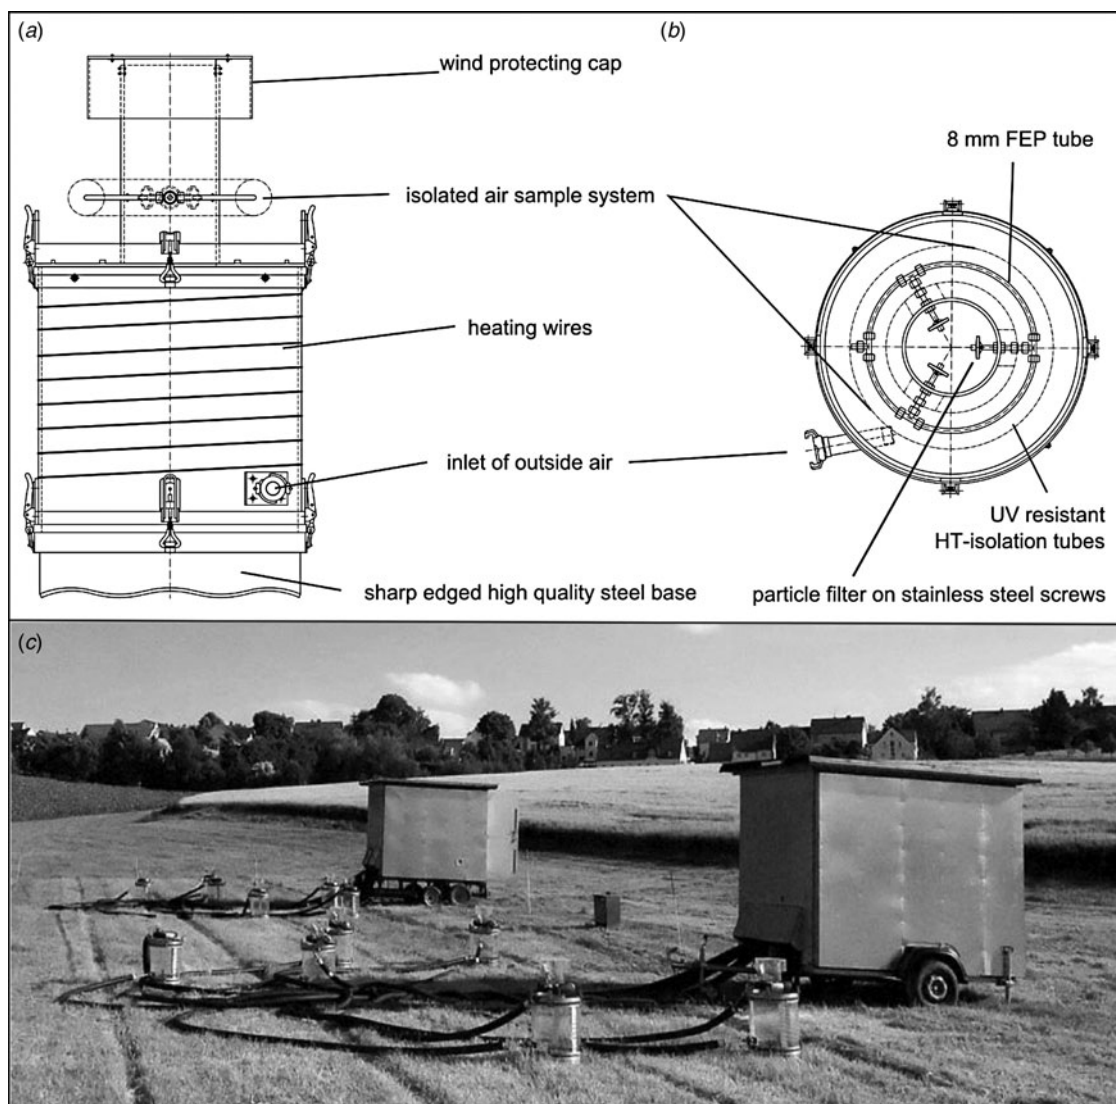 (a)
wind protecting cap
isolated air sample system
heating wires
inlet of outside air
sharp edged high quality steel base
(b)
8 mm FEP tube
UV resistant
HT-isolation tubes
particle filter on stainless steel screws
(c)